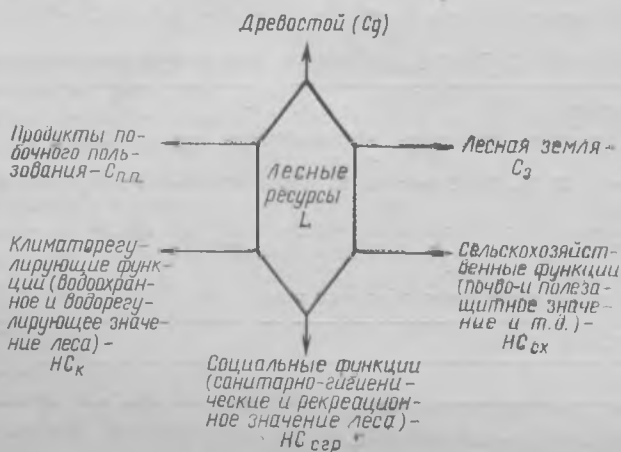 Древостой (Сд)
Продукты по-
бочного поль-
зования - Сп.п.
Лесные
ресурсы
L
Лесная земля -
Сз
Климаторегу-
лирующие функ-
ции (водоохран-
ное и водорегу-
лирующее значе-
ние леса) -
НСк
Сельскохозяйст-
венные функции
(почво- и полеза-
щитное значе-
ние и т.д.) -
НСсх
Социальные функции
(санитарно-гигиени-
ческие и рекреацион-
ное значение леса) -
НСсгр